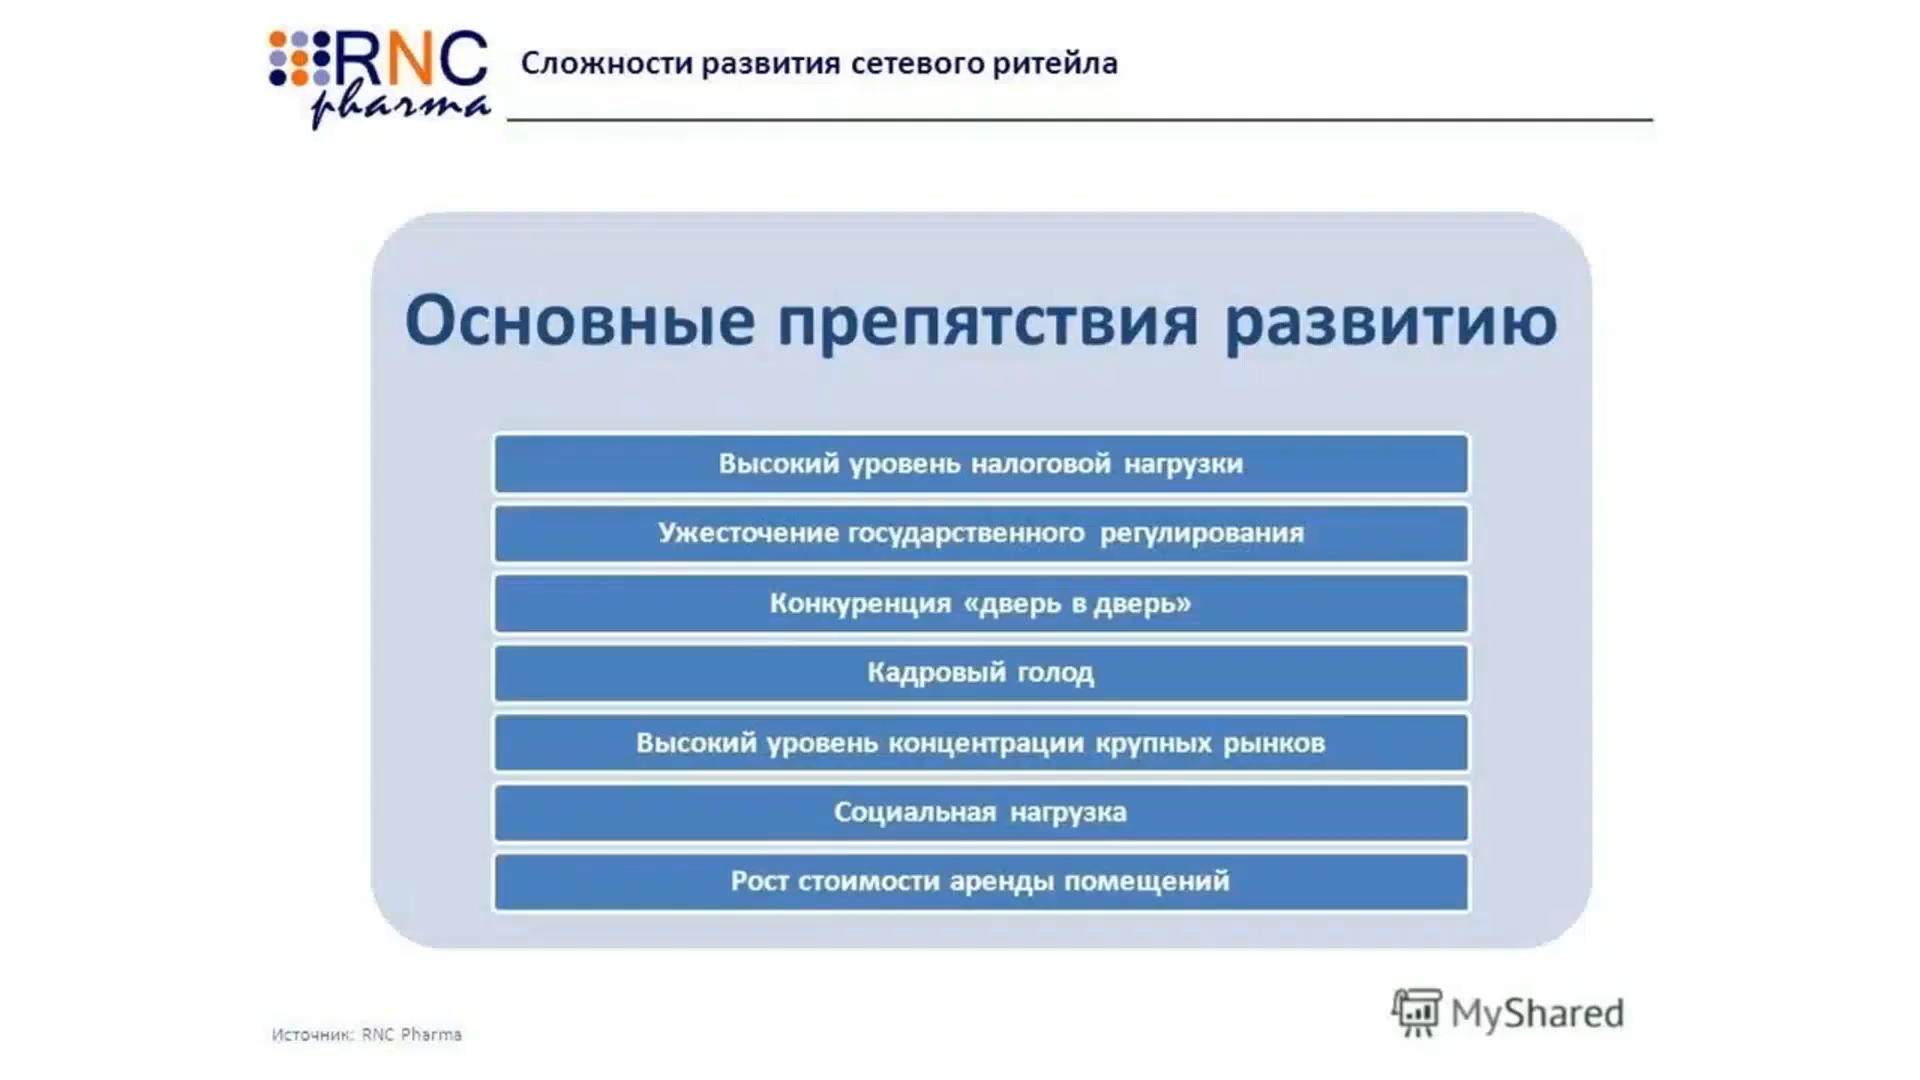 RNC
pharma
Сложности развития сетевого ритейла
Основные препятствия развитию
Высокий уровень налоговой нагрузки
Ужесточение государственного регулирования
Конкуренция «дверь в дверь»
Кадровый голод
Высокий уровень концентрации крупных рынков
Социальная нагрузка
Рост стоимости аренды помещений
Источник: RNC Pharma
MyShared